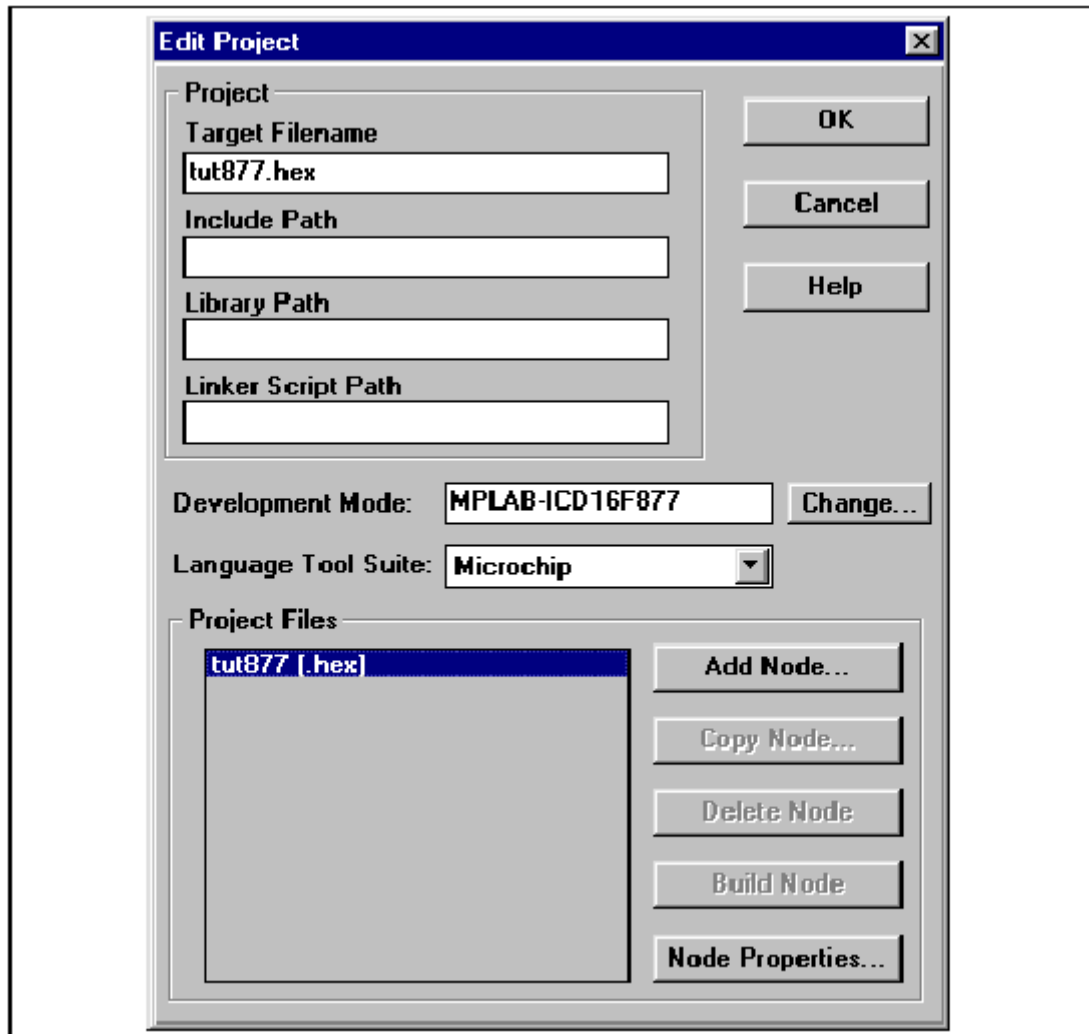 Edit Project
Project
Target Filename
tut877.hex
Include Path
Library Path
Linker Script Path
OK
Cancel
Help
Development Mode: MPLAB-ICD16F877 Change...
Language Tool Suite: Microchip
Project Files
tut877 [.hex]
Add Node...
Copy Node...
Delete Node
Build Node
Node Properties...